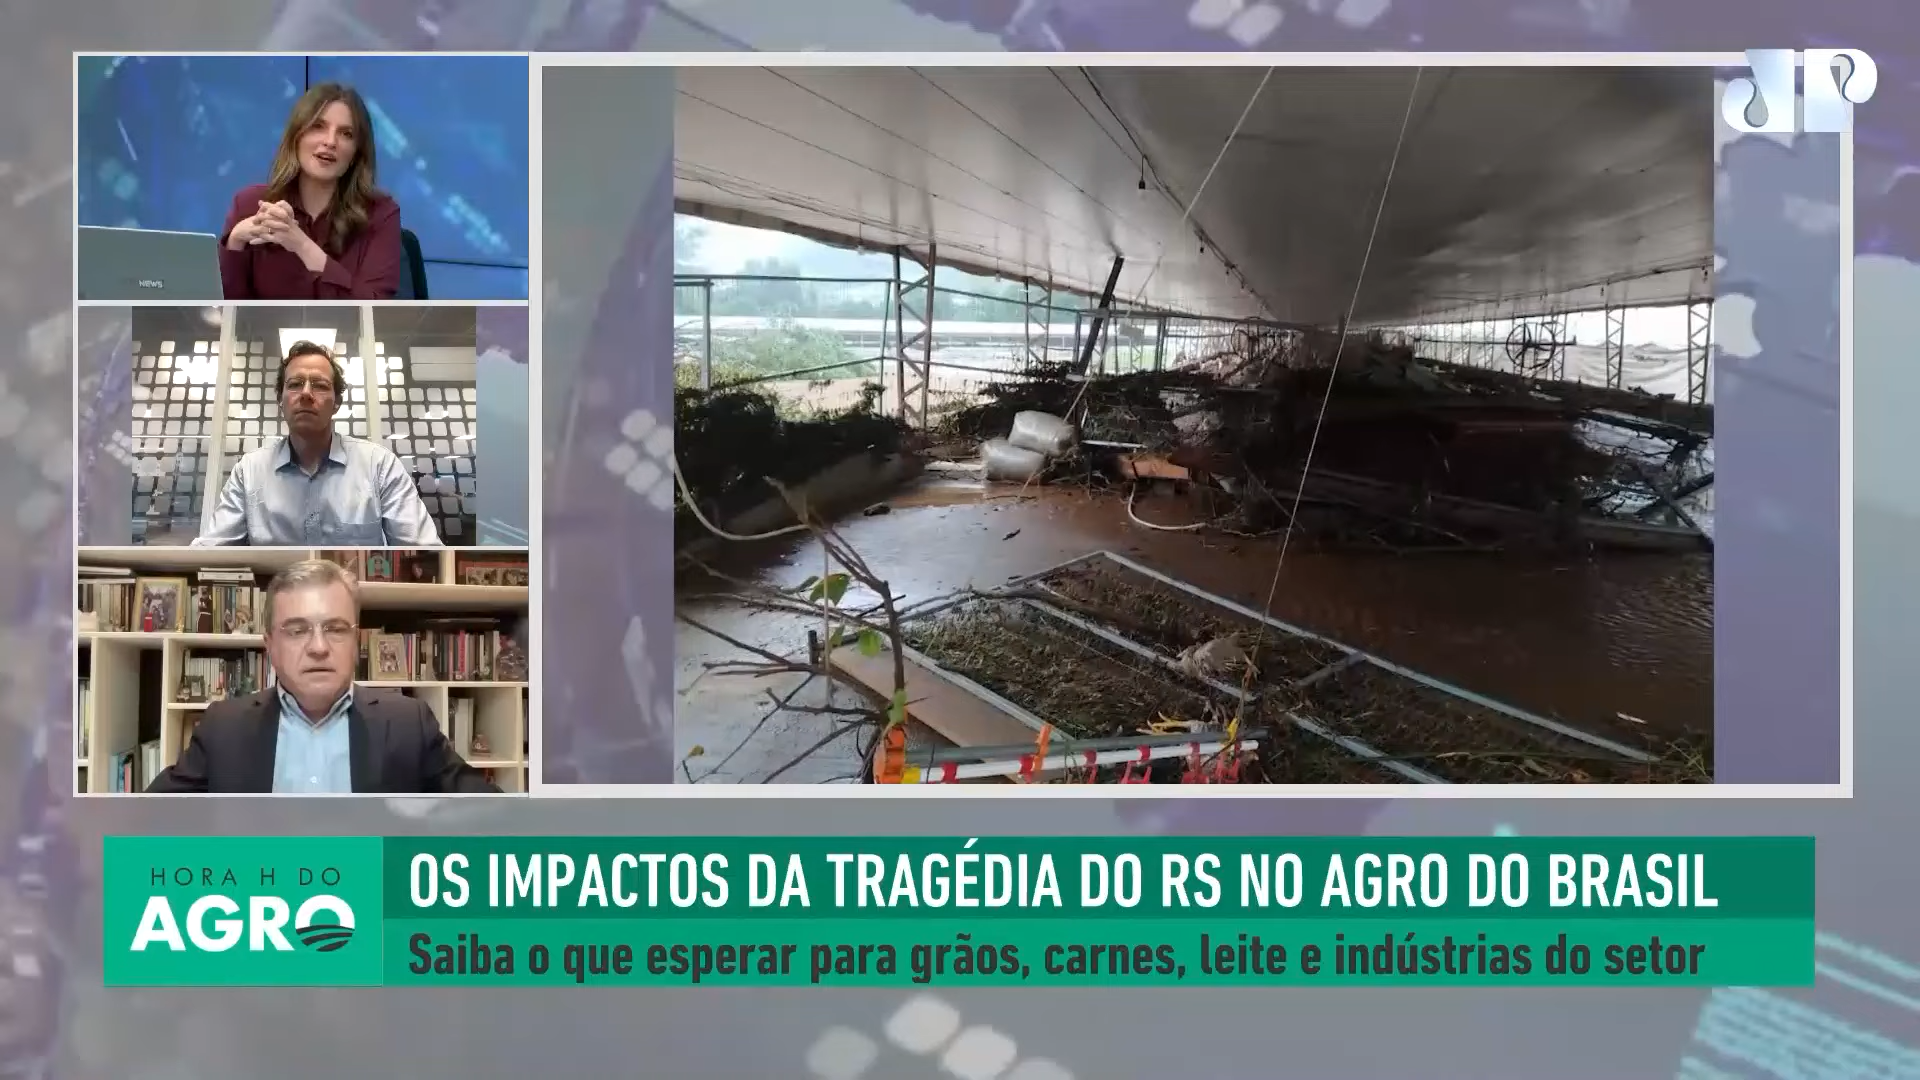 JP
NEWS
HORA H DO
AGRO
OS IMPACTOS DA TRAGÉDIA DO RS NO AGRO DO BRASIL
Saiba o que esperar para grãos, carnes, leite e indústrias do setor